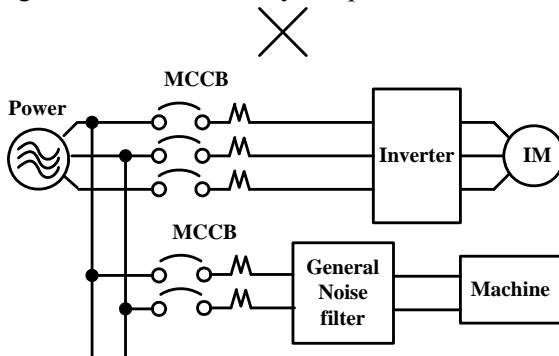 MCCB
Power
Inverter
IM
MCCB
General
Noise
filter
Machine